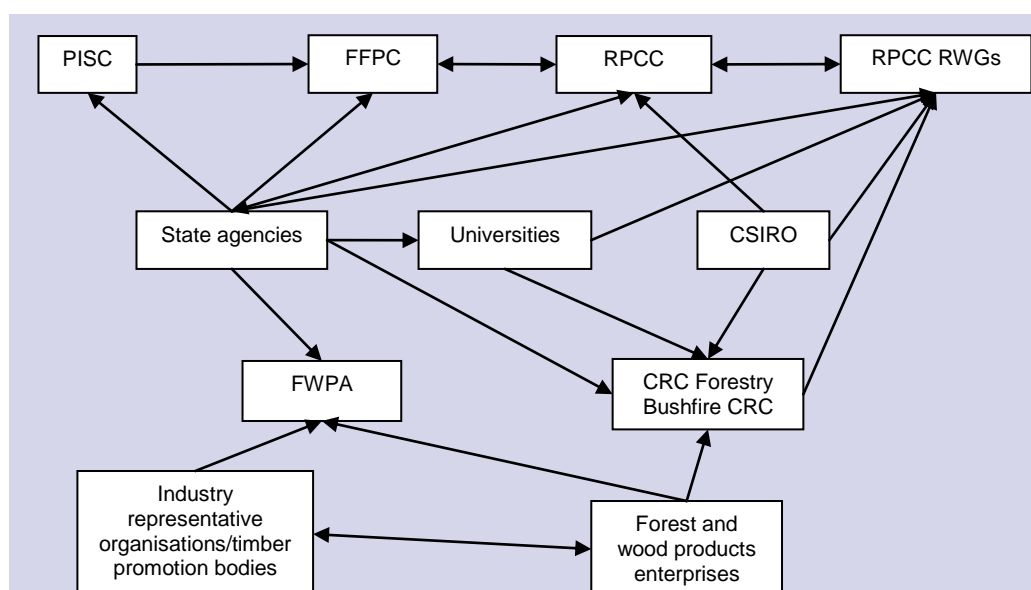 PISC
FFPC
RPCC
RPCC RWGs
State agencies
Universities
CSIRO
FWPA
CRC Forestry
Bushfire CRC
Industry
representative
organisations/timber
promotion bodies
Forest and
wood products
enterprises